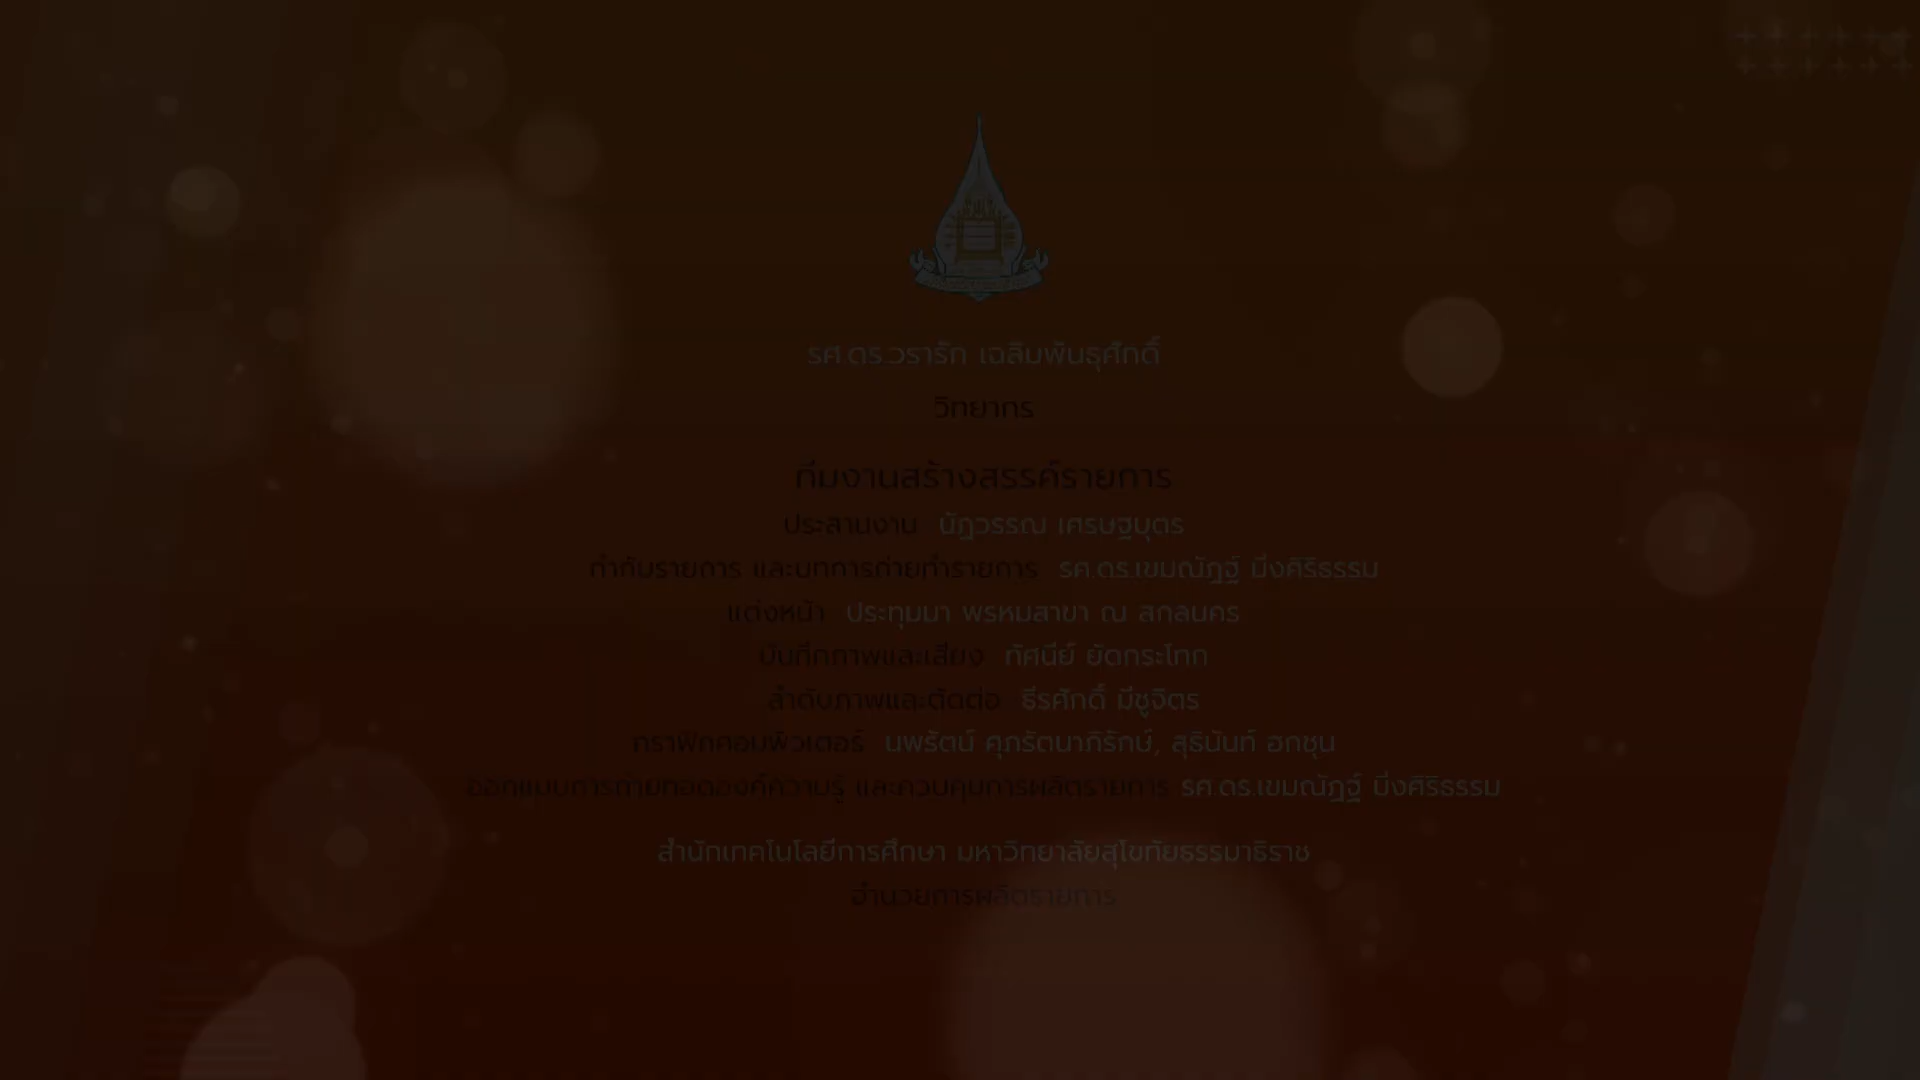 รศ.ดร.วรารัก เฉลิมพันธุศักดิ์
วิทยากร
ทีมงานสร้างสรรค์รายการ
ประสานงาน นัฏวรรณ เศรษฐบุตร
กำกับรายการ และบทการถ่ายทำรายการ รศ.ดร.เขมณัฏฐ์ มิ่งศิริธรรม
แต่งหน้า ประทุมมา พรหมสาขา ณ สกลนคร
บันทึกภาพและเสียง ทัศนีย์ ยัดกระโทก
ลำดับภาพและตัดต่อ ธีรศักดิ์ มีชูจิตร
กราฟิกคอมพิวเตอร์ นพรัตน์ ศุภรัตนาภิรักษ์, สุธินันท์ ฮกชุน
ออกแบบการถ่ายทอดองค์ความรู้ และควบคุมการผลิตรายการ รศ.ดร.เขมณัฏฐ์ มิ่งศิริธรรม
สำนักเทคโนโลยีการศึกษา มหาวิทยาลัยสุโขทัยธรรมาธิราช
อำนวยการผลิตรายการ